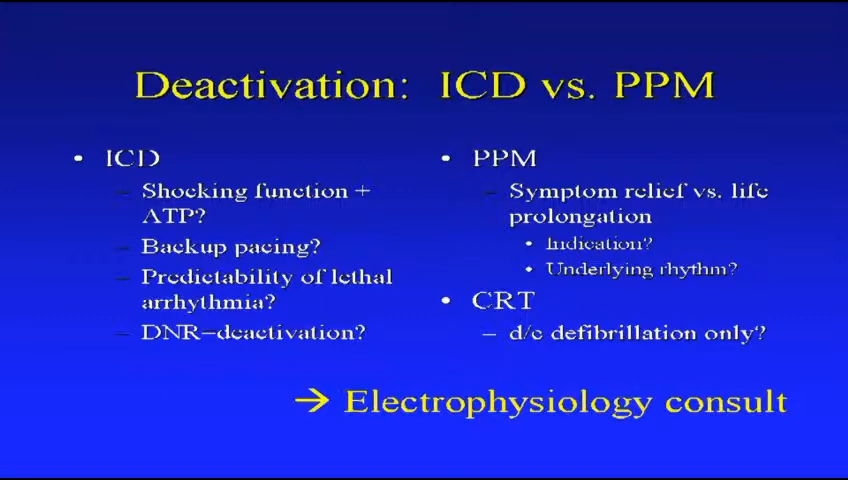 Deactivation: ICD vs. PPM
• ICD
– Shocking function +
ATP?
– Backup pacing?
– Predictability of lethal
arrhythmia?
– DNR=deactivation?
• PPM
– Symptom relief vs. life
prolongation
• Indication?
• Underlying rhythm?
• CRT
– d/c defibrillation only?
→ Electrophysiology consult